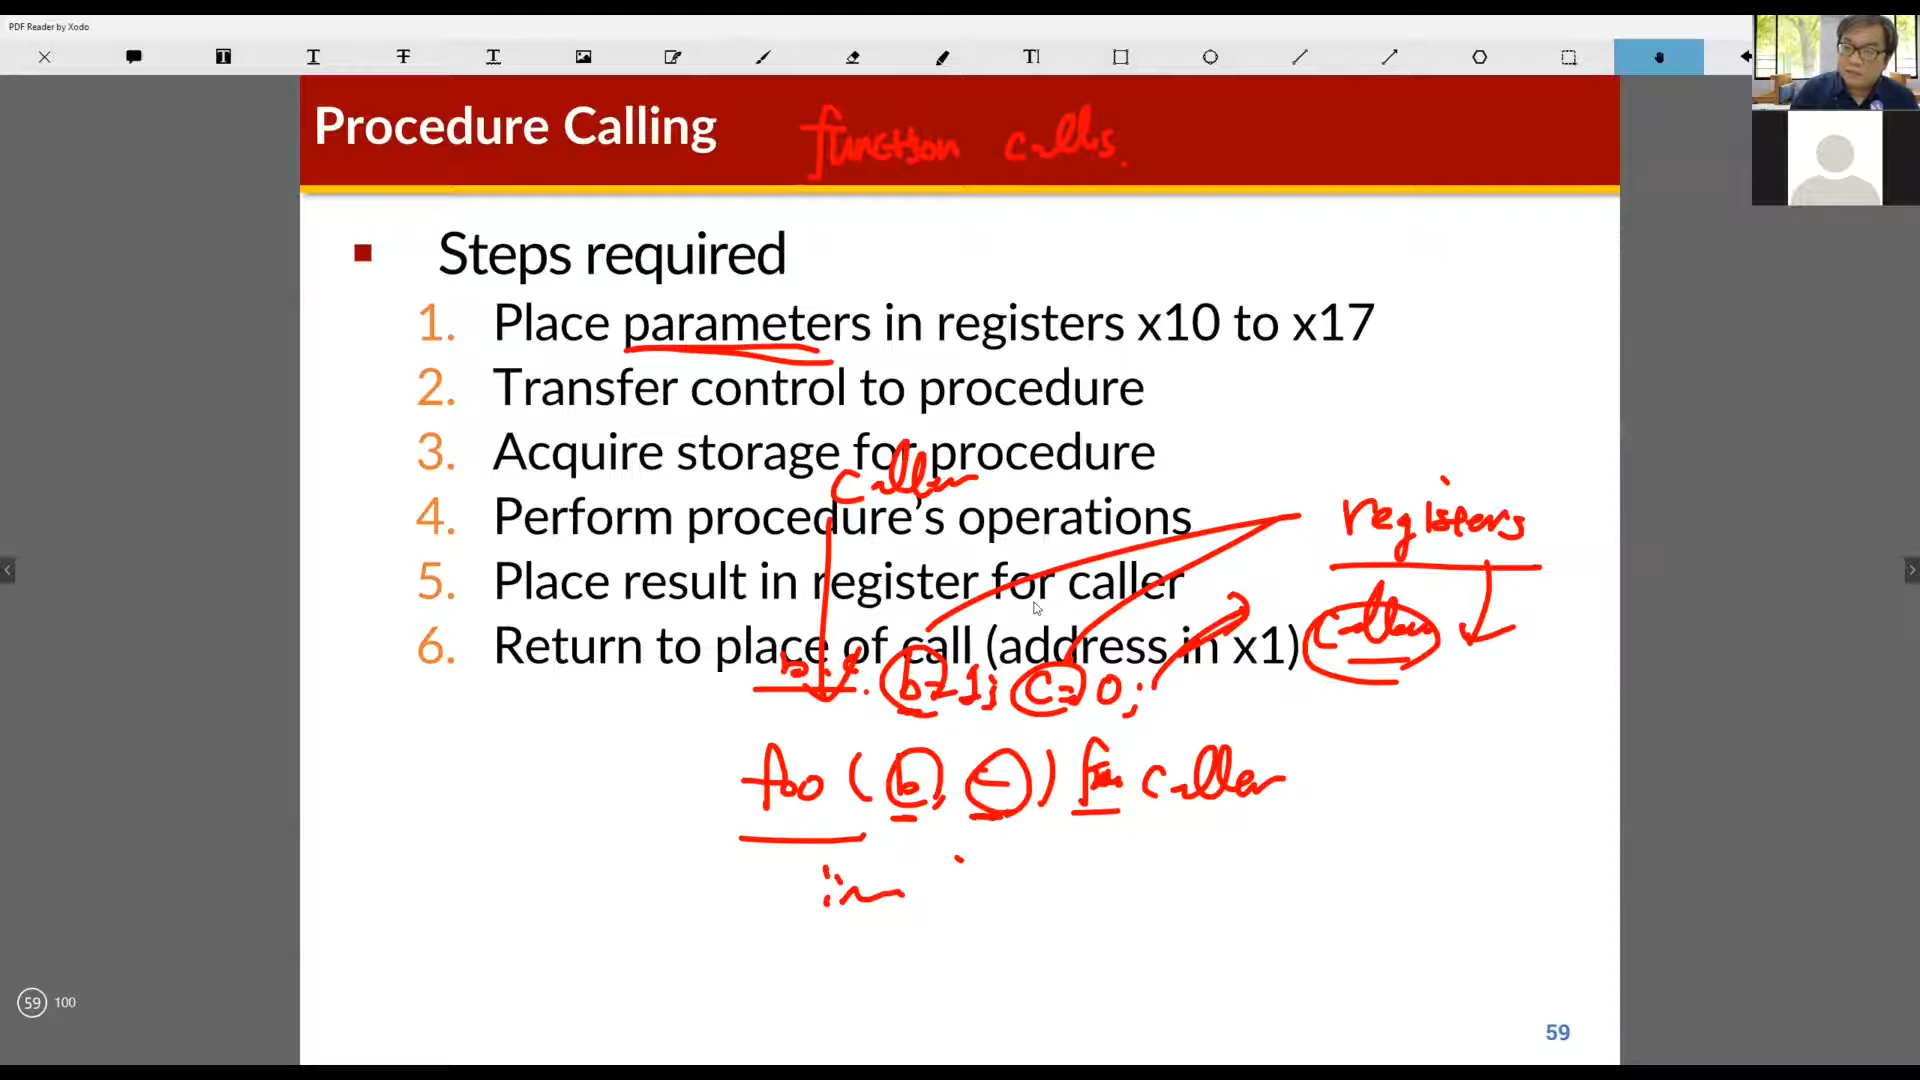 PDF Reader by Xodo
Procedure Calling function calls.
Steps required
1. Place parameters in registers x10 to x17
2. Transfer control to procedure
3. Acquire storage for procedure
caller
4. Perform procedure's operations
registers
5. Place result in register for caller
6. Return to place of call (address in x1)
b=1; c=0;
foo (b, c) caller
59 100
59